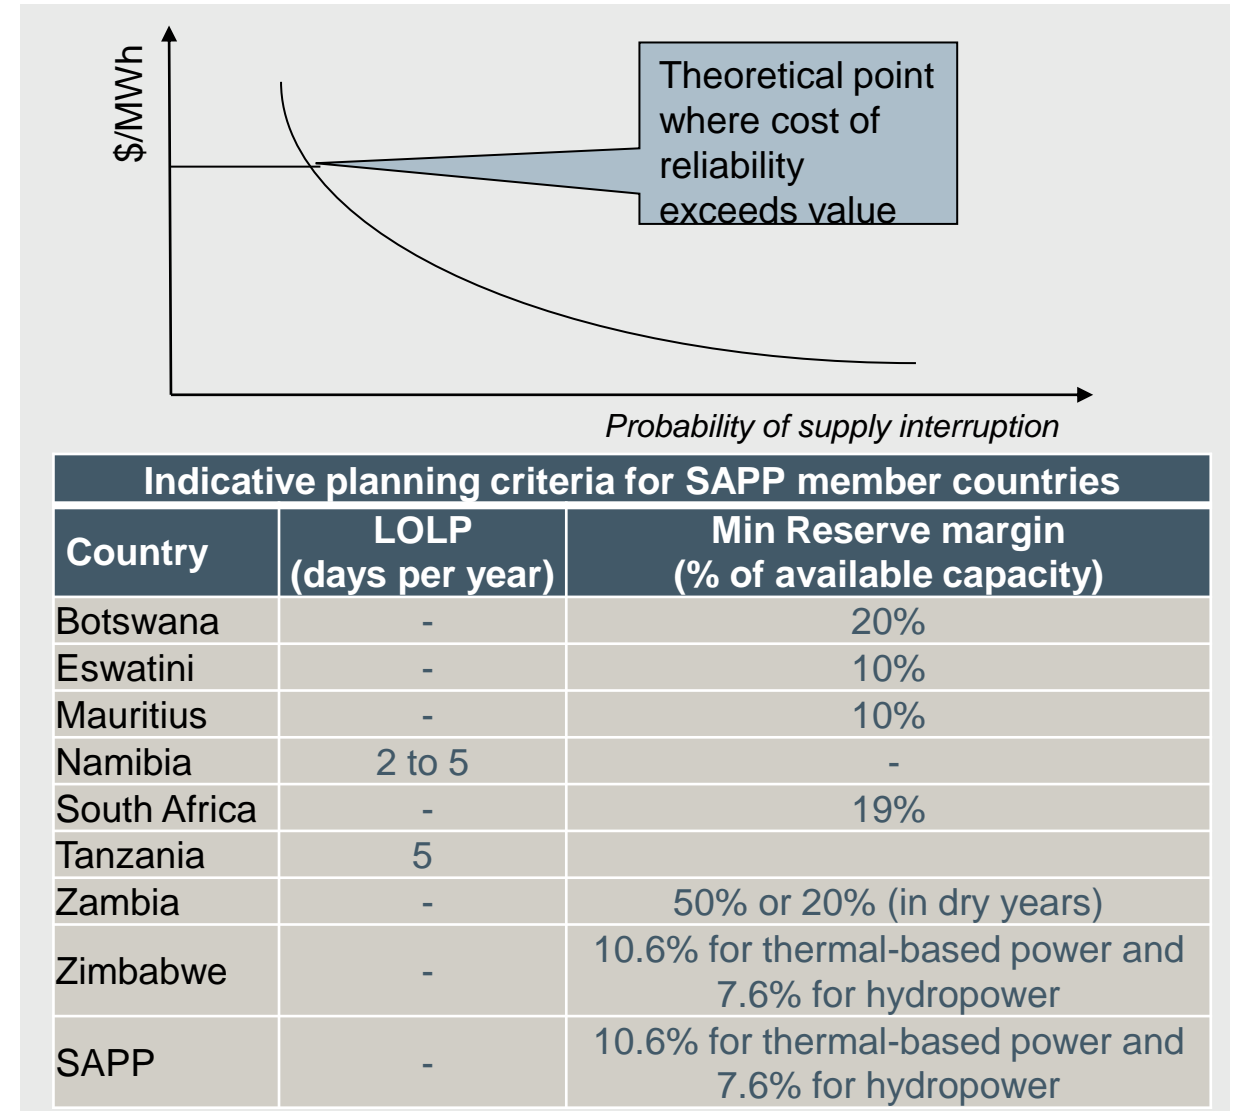 $/MWh
Theoretical point
where cost of
reliability
exceeds value
Probability of supply interruption
Indicative planning criteria for SAPP member countries
Country
LOLP
(days per year)
Min Reserve margin
(% of available capacity)
Botswana - 20%
Eswatini - 10%
Mauritius - 10%
Namibia 2 to 5 -
South Africa - 19%
Tanzania 5
Zambia - 50% or 20% (in dry years)
Zimbabwe - 10.6% for thermal-based power and
7.6% for hydropower
SAPP - 10.6% for thermal-based power and
7.6% for hydropower